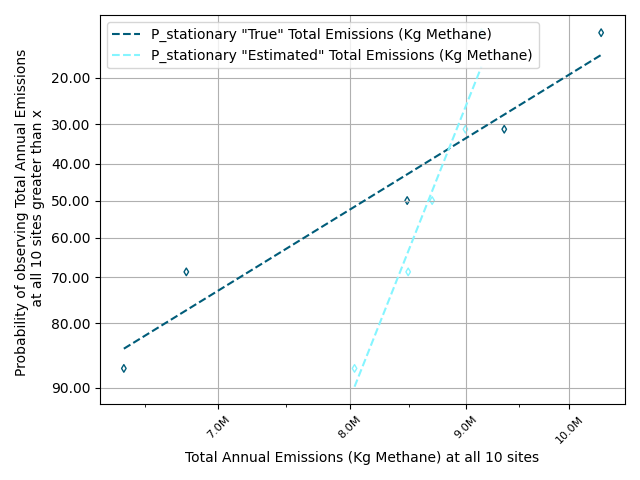 P_stationary "True" Total Emissions (Kg Methane)
P_stationary "Estimated" Total Emissions (Kg Methane)
Probability of observing Total Annual Emissions
at all 10 sites greater than x
20.00
30.00
40.00
50.00
60.00
70.00
80.00
90.00
7.0M
8.0M
9.0M
10.0M
Total Annual Emissions (Kg Methane) at all 10 sites